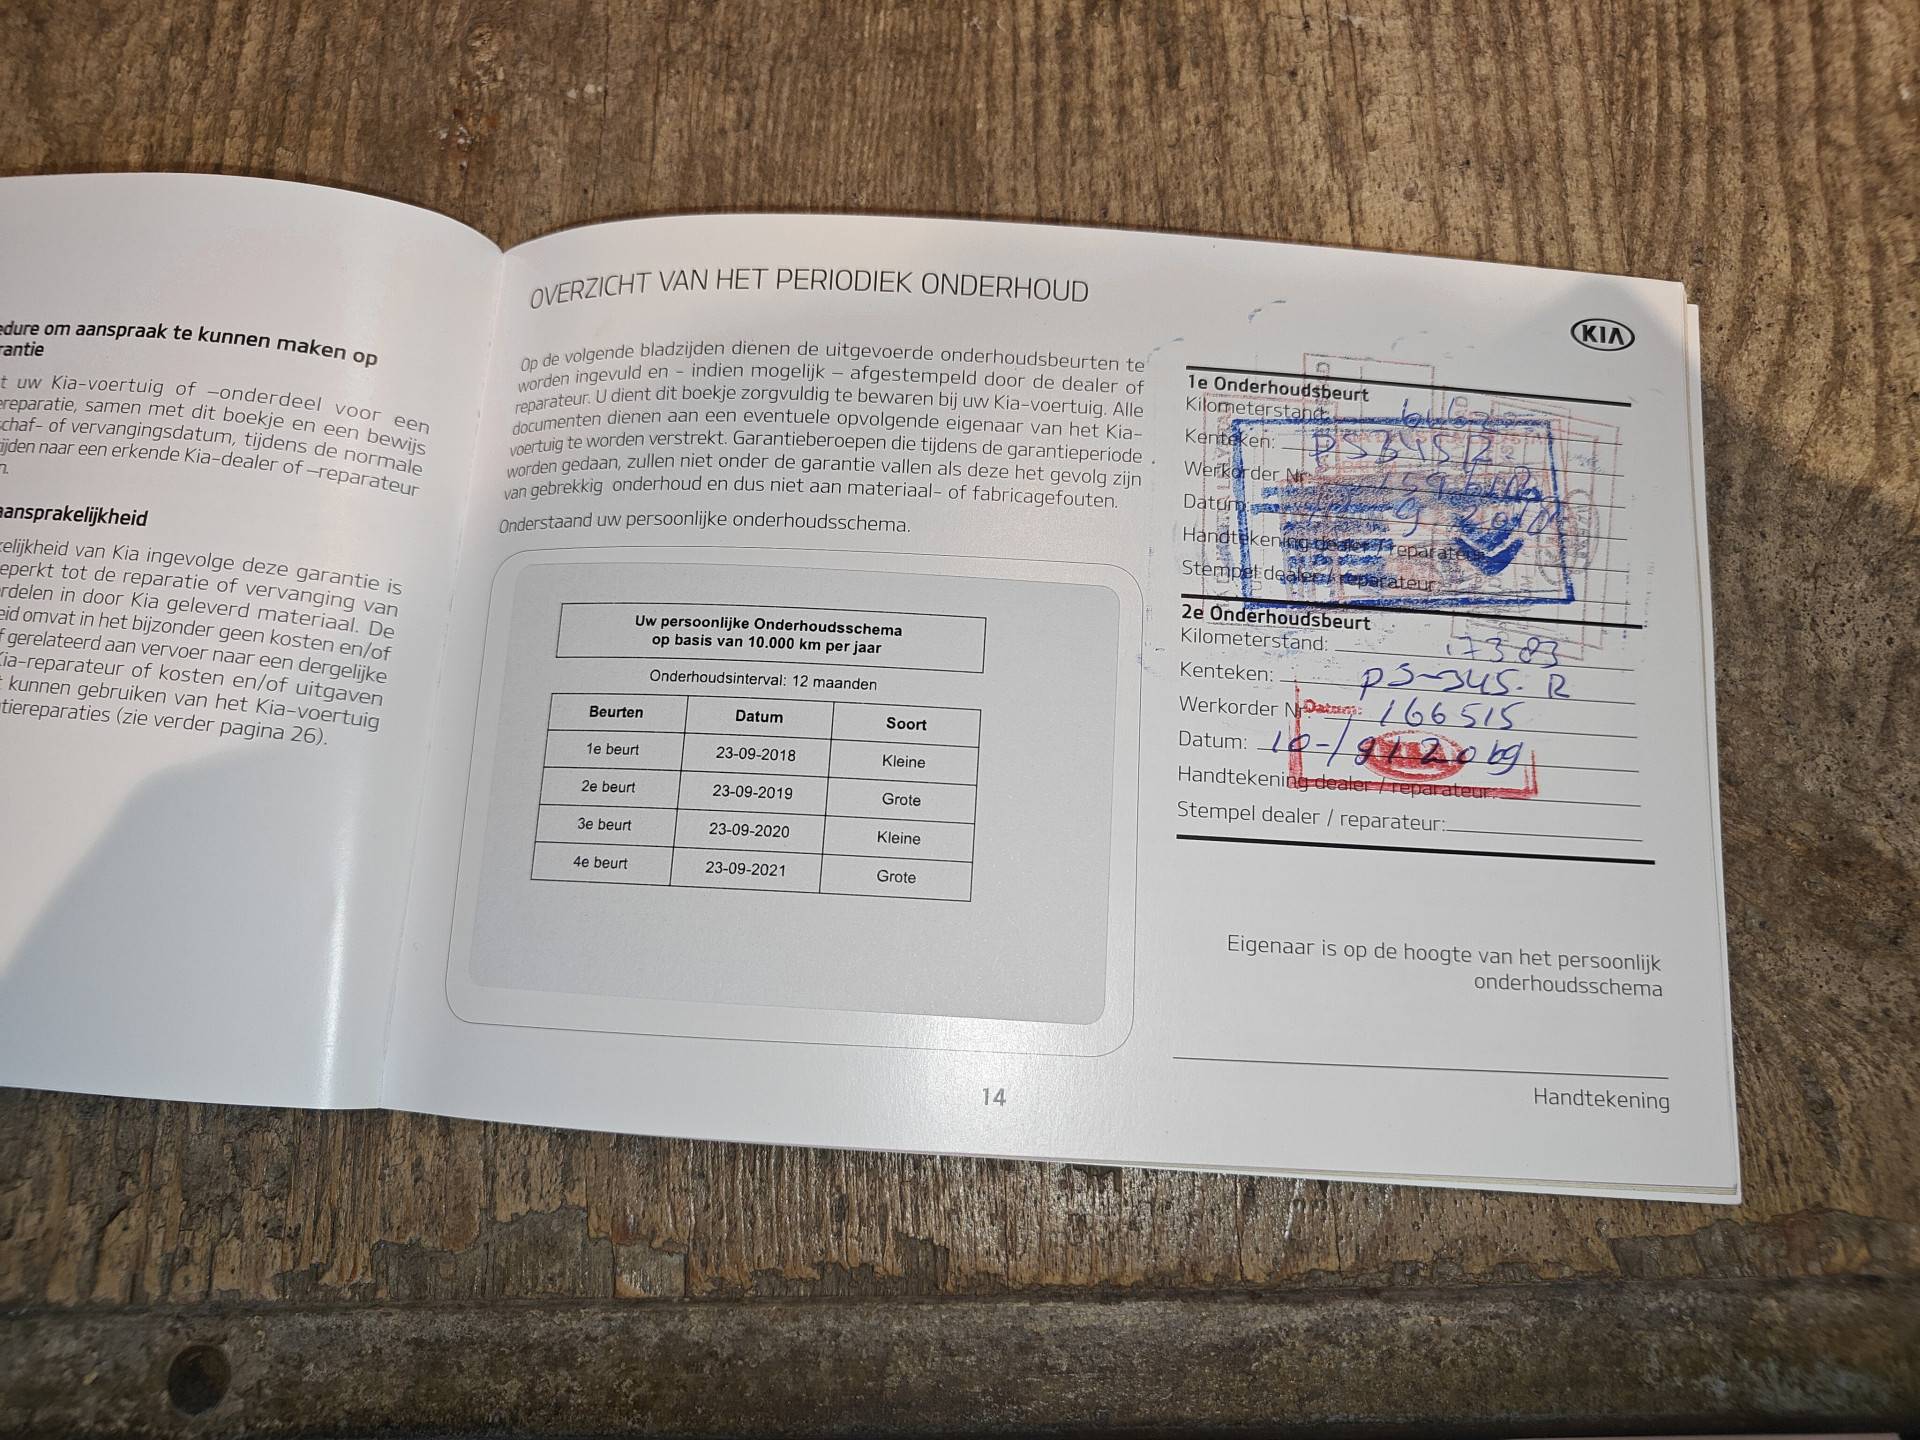 edure om aanspraak te kunnen maken op
rantie
t uw Kia-voertuig of –onderdeel voor een
ereparatie, samen met dit boekje en een bewijs
schaf- of vervangingsdatum, tijdens de normale
ijden naar een erkende Kia-dealer of –reparateur
n.
aansprakelijkheid
kelijkheid van Kia ingevolge deze garantie is
eperkt tot de reparatie of vervanging van
rdelen in door Kia geleverd materiaal. De
eid omvat in het bijzonder geen kosten en/of
f gerelateerd aan vervoer naar een dergelijke
Kia-reparateur of kosten en/of uitgaven
t kunnen gebruiken van het Kia-voertuig
tiereparaties (zie verder pagina 26).
OVERZICHT VAN HET PERIODIEK ONDERHOUD
Op de volgende bladzijden dienen de uitgevoerde onderhoudsbeurten te
worden ingevuld en – indien mogelijk – afgestempeld door de dealer of
reparateur. U dient dit boekje zorgvuldig te bewaren bij uw Kia-voertuig. Alle
documenten dienen aan een eventuele opvolgende eigenaar van het Kia-
voertuig te worden verstrekt. Garantieberoepen die tijdens de garantieperiode
worden gedaan, zullen niet onder de garantie vallen als deze het gevolg zijn
van gebrekkig onderhoud en dus niet aan materiaal- of fabricagefouten.
Onderstaand uw persoonlijke onderhoudsschema.
Uw persoonlijke Onderhoudsschema
op basis van 10.000 km per jaar
Onderhoudsinterval: 12 maanden
Beurten Datum Soort
1e beurt 23-09-2018 Kleine
2e beurt 23-09-2019 Grote
3e beurt 23-09-2020 Kleine
4e beurt 23-09-2021 Grote
KIA
1e Onderhoudsbeurt
Kilometerstand:
Kenteken: PS345R
Werkorder Nr
Datum:
Handtekening dealer / reparateur
Stempel dealer / reparateur
2e Onderhoudsbeurt
Kilometerstand: 17383
Kenteken: PS-345.R
Werkorder Nr. Datum: 166515
Datum: 10-/9/2019
Handtekening dealer / reparateur:
Stempel dealer / reparateur:
Eigenaar is op de hoogte van het persoonlijk
onderhoudsschema
Handtekening
14